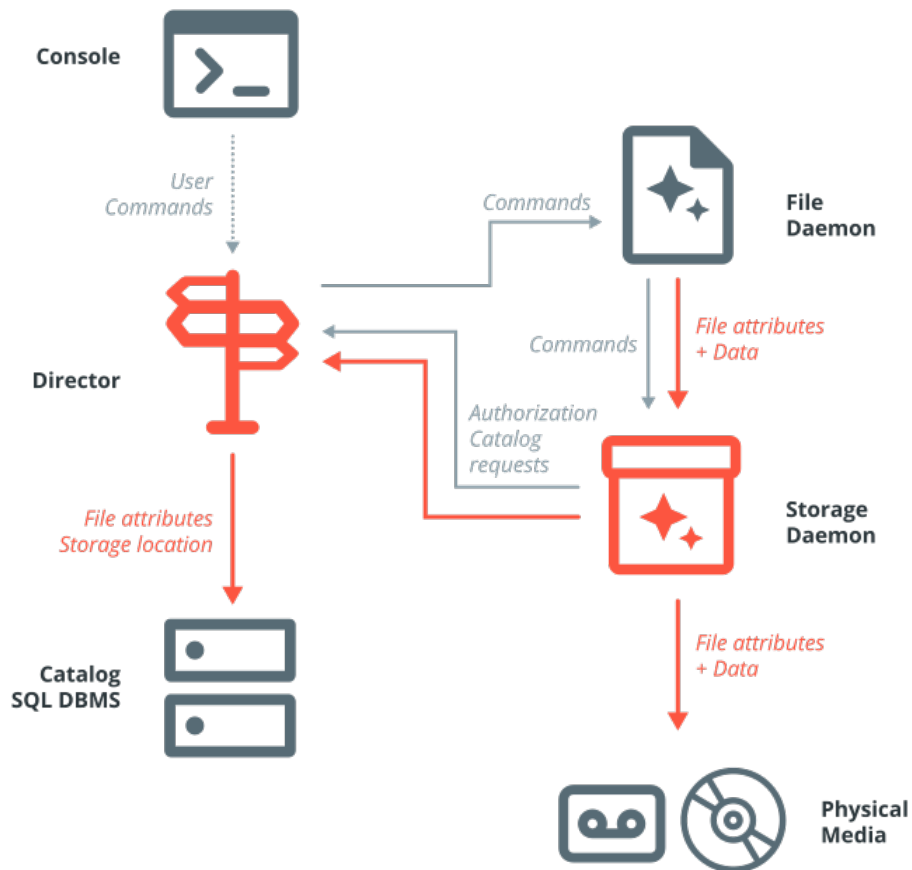 Console
User
Commands
Commands
File
Daemon
Commands
File attributes
+ Data
Director
Authorization
Catalog
requests
Storage
Daemon
File attributes
Storage location
File attributes
+ Data
Catalog
SQL DBMS
Physical
Media